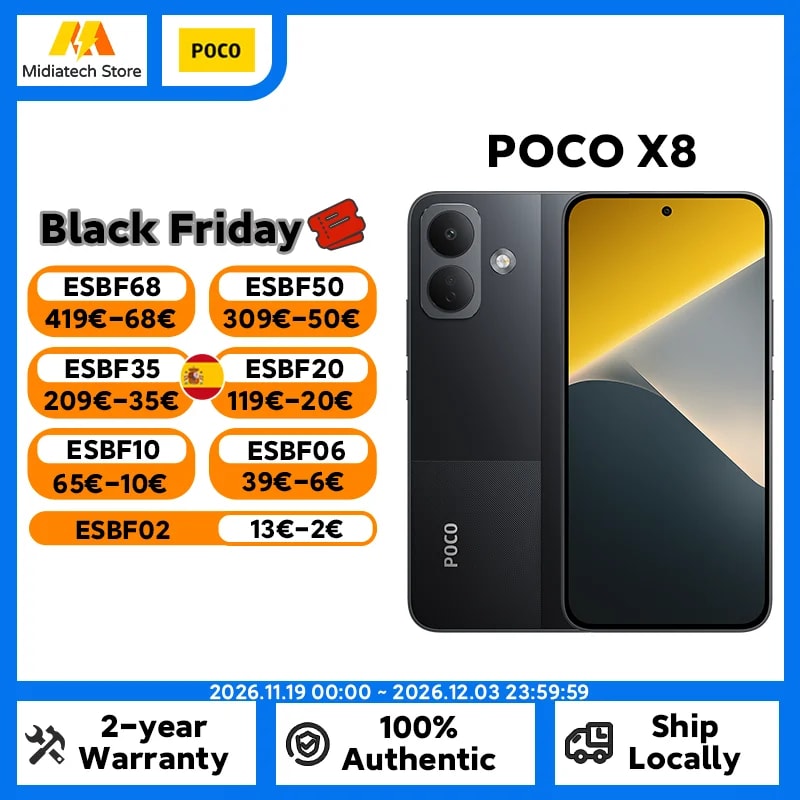 Midiatech Store
POCO
POCO X8
Black Friday
ESBF68
419€-68€
ESBF50
309€-50€
ESBF35
209€-35€
ESBF20
119€-20€
ESBF10
65€-10€
ESBF06
39€-6€
ESBF02
13€-2€
POCO
2026.11.19 00:00 ~ 2026.12.03 23:59:59
2-year
Warranty
100%
Authentic
Ship
Locally